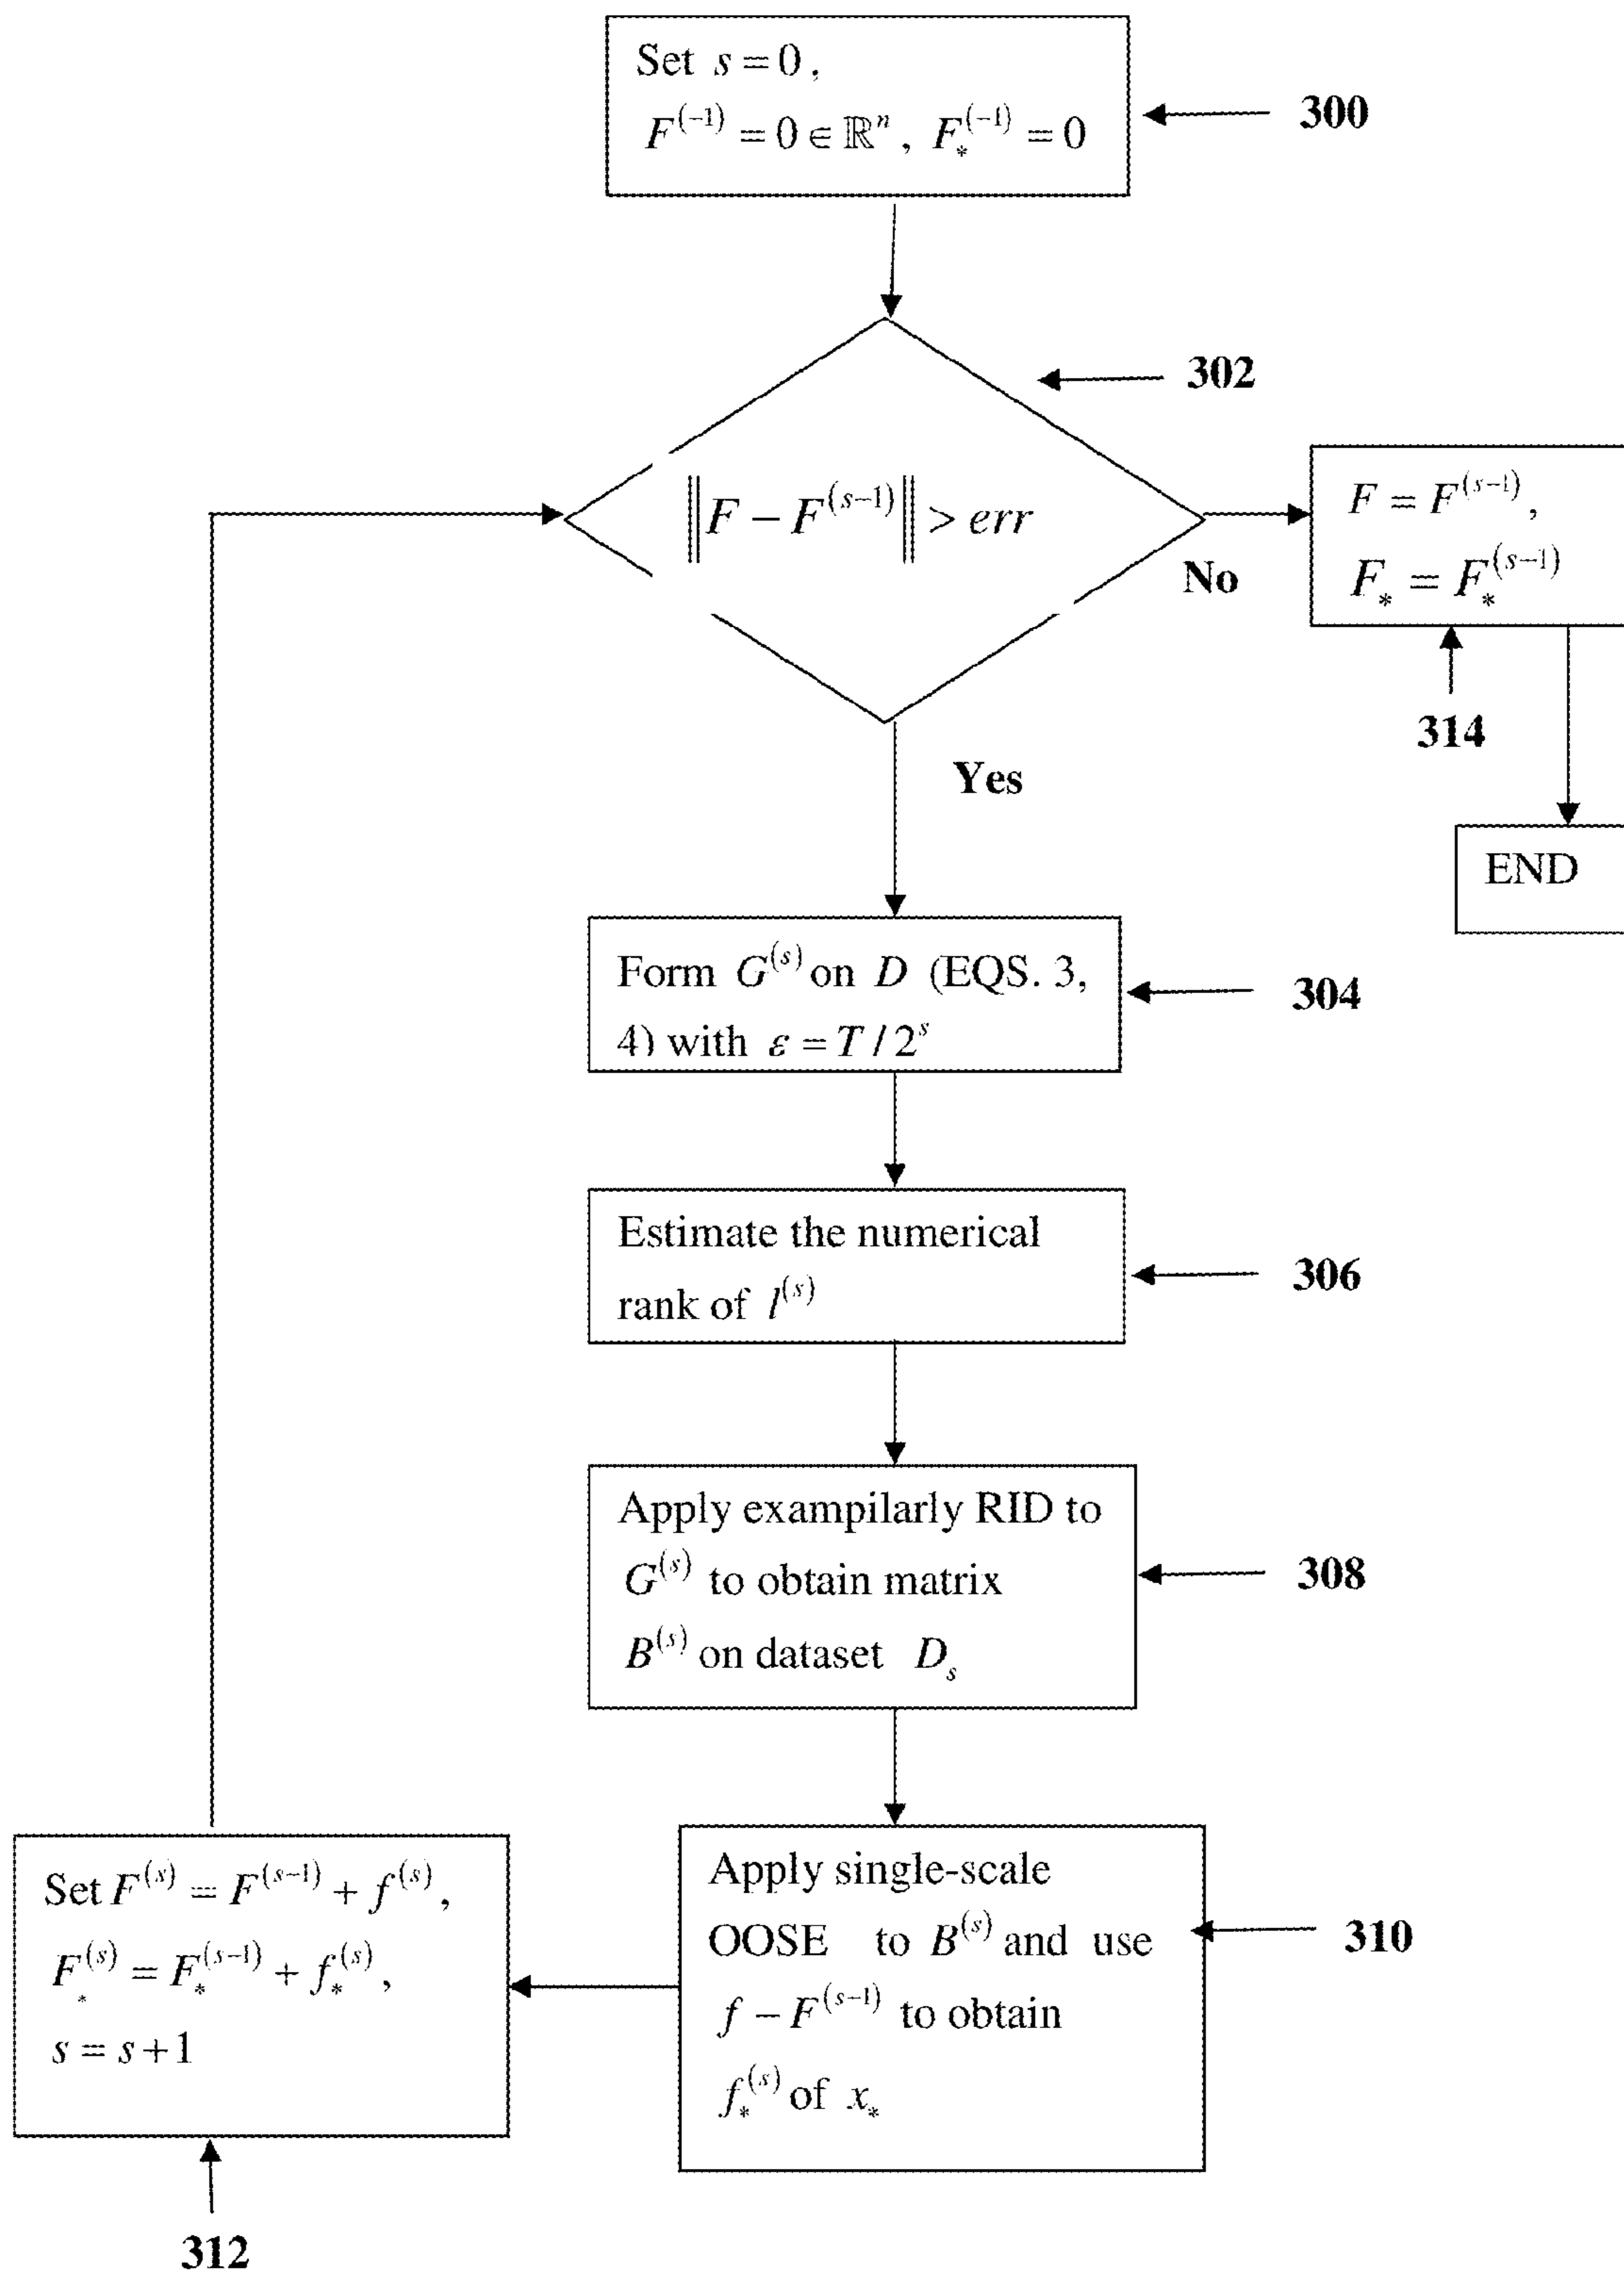 Set s = 0,
F^(−1) = 0 ∈ ℝ^n, F_*^(−1) = 0
300
302
‖F − F^(s−1)‖ > err
No
F = F^(s−1),
F_* = F_*^(s−1)
314
END
Yes
Form G^(s) on D (EQS. 3,
4) with ε = T / 2^s
304
Estimate the numerical
rank of l^(s)
306
Apply exampilarly RID to
G^(s) to obtain matrix
B^(s) on dataset D_s
308
Apply single-scale
OOSE to B^(s) and use
f − F^(s−1) to obtain
f_*^(s) of x_*
310
Set F^(s) = F^(s−1) + f^(s),
F_*^(s) = F_*^(s−1) + f_*^(s),
s = s + 1
312